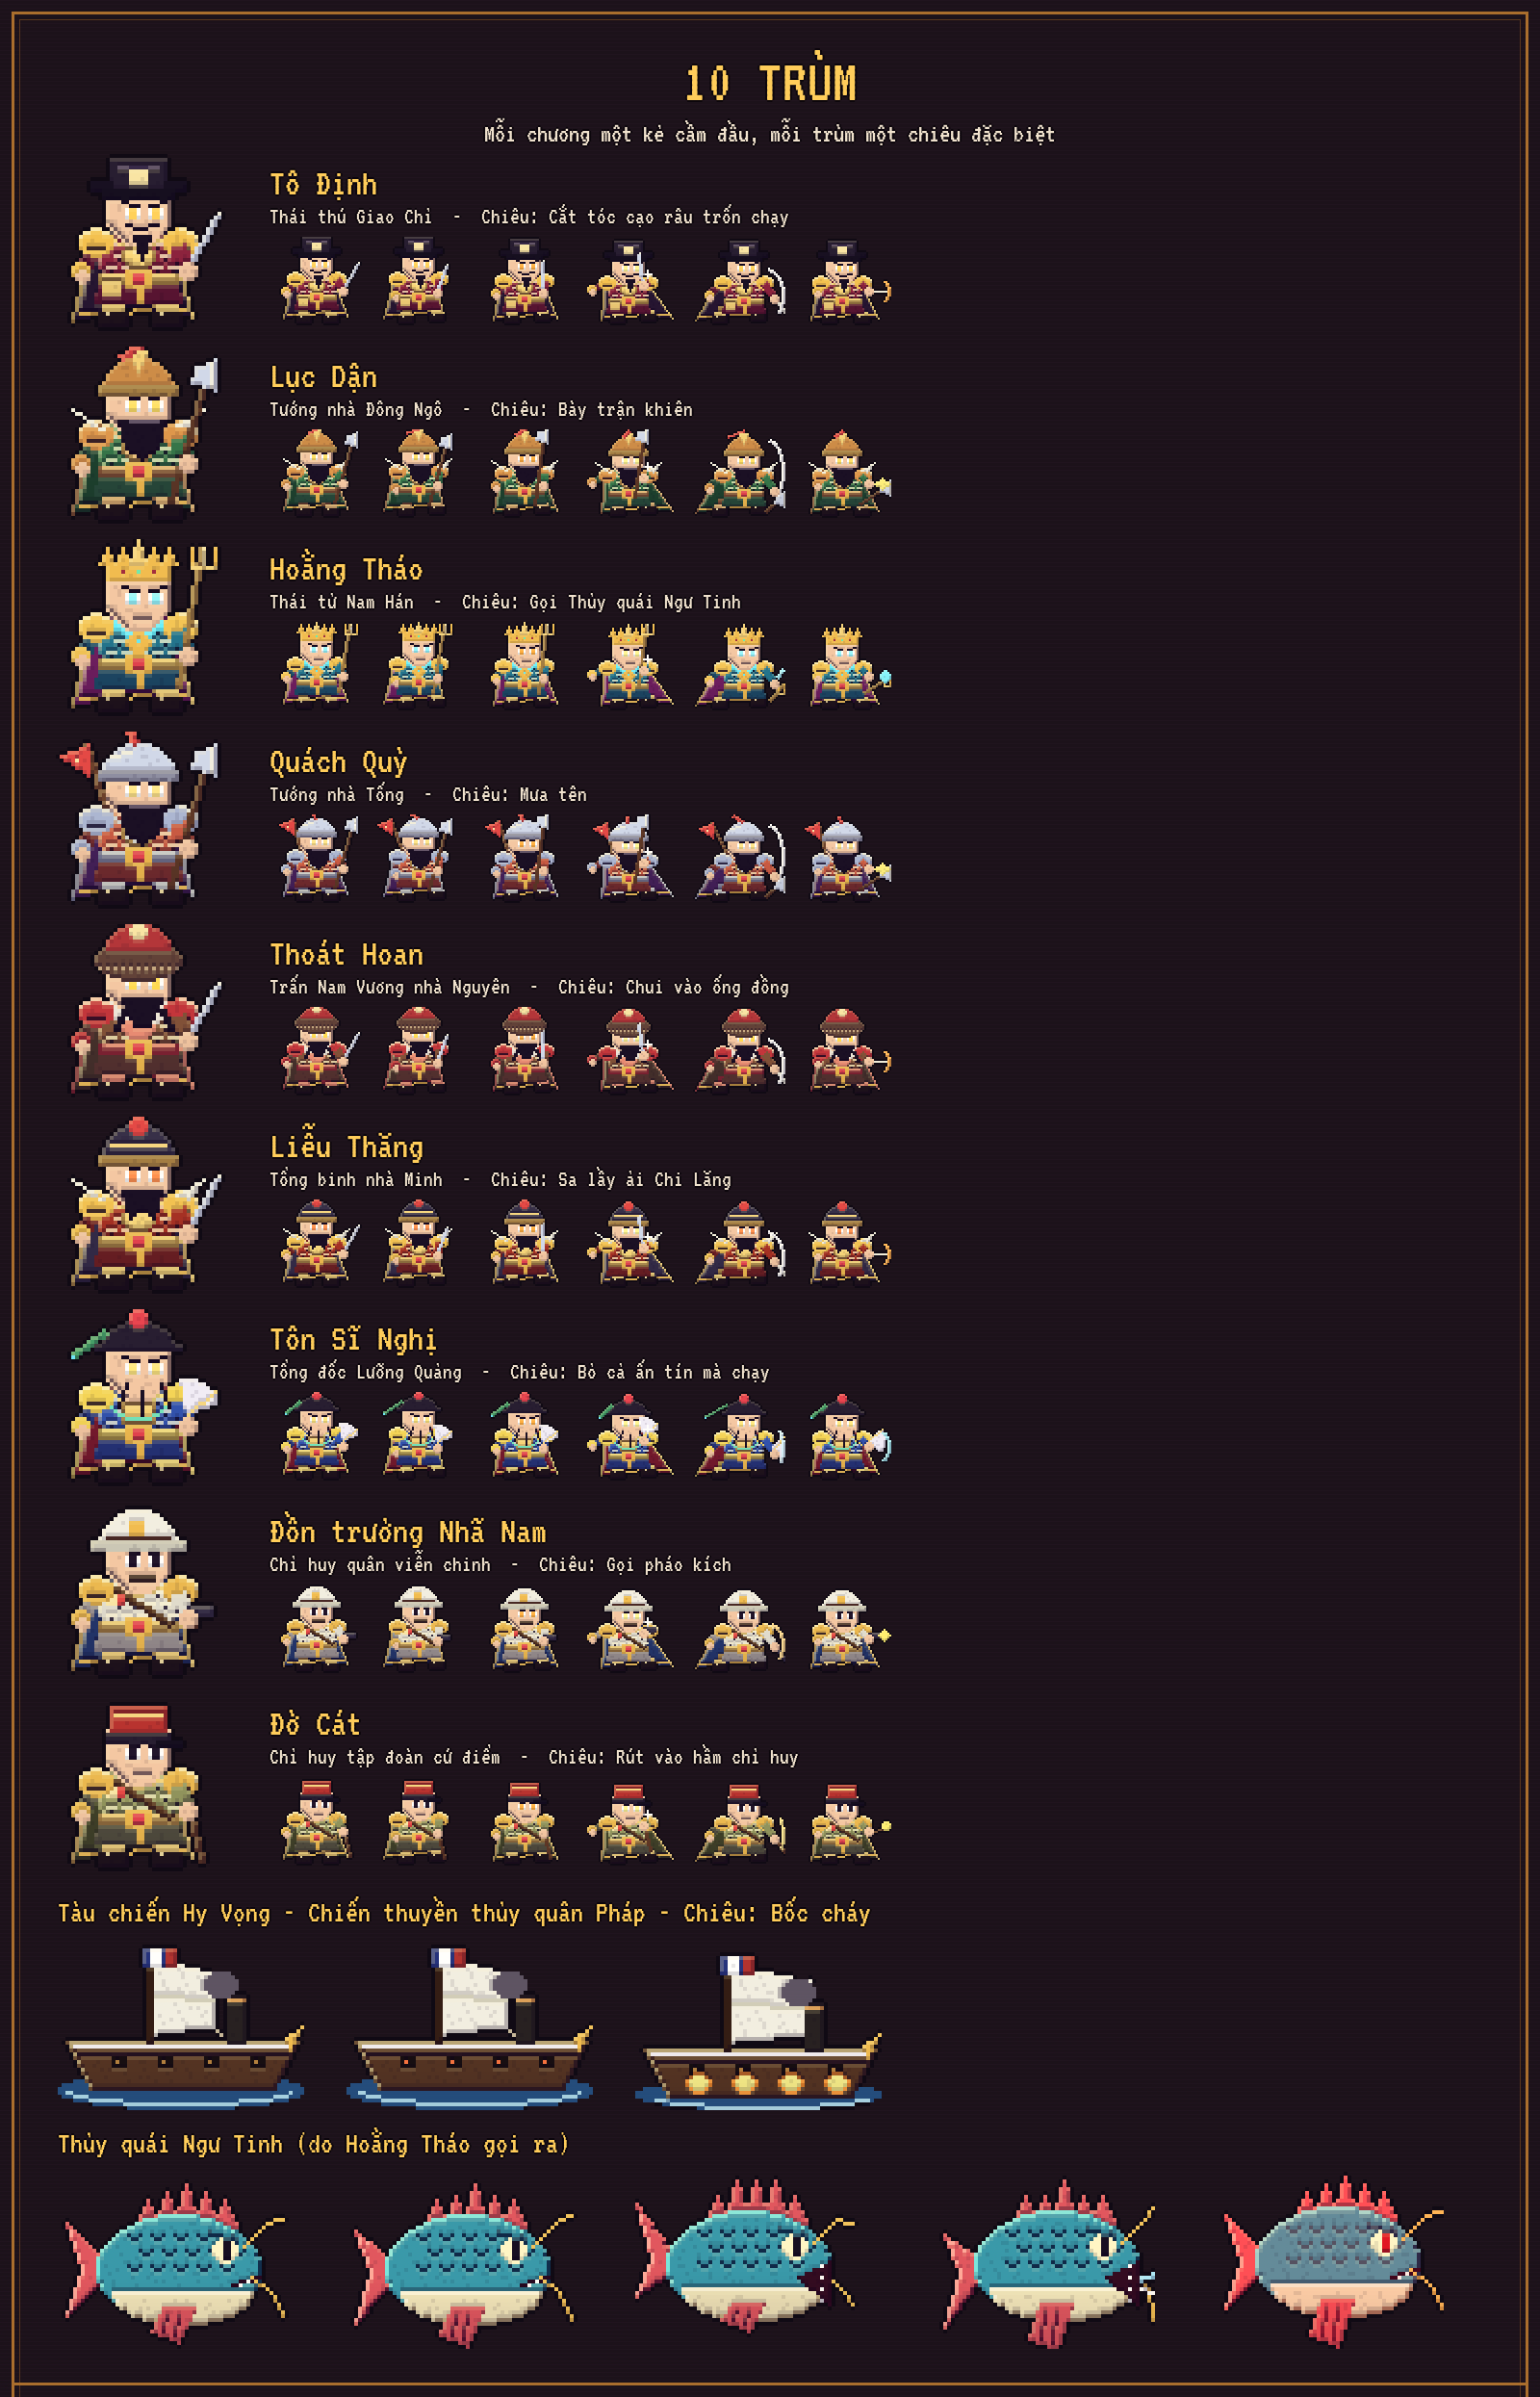 10 TRÙM
Mỗi chương một kẻ cầm đầu, mỗi trùm một chiêu đặc biệt
Tô Định
Thái thú Giao Chỉ - Chiêu: Cắt tóc cạo râu trốn chạy
Lục Dận
Tướng nhà Đông Ngô - Chiêu: Bày trận khiên
Hoằng Tháo
Thái tử Nam Hán - Chiêu: Gọi Thủy quái Ngư Tinh
Quách Quỳ
Tướng nhà Tống - Chiêu: Mưa tên
Thoát Hoan
Trấn Nam Vương nhà Nguyên - Chiêu: Chui vào ống đồng
Liễu Thăng
Tổng binh nhà Minh - Chiêu: Sa lầy ải Chi Lăng
Tôn Sĩ Nghị
Tổng đốc Lưỡng Quảng - Chiêu: Bỏ cả ấn tín mà chạy
Đồn trưởng Nhã Nam
Chỉ huy quân viễn chinh - Chiêu: Gọi pháo kích
Đờ Cát
Chỉ huy tập đoàn cứ điểm - Chiêu: Rút vào hầm chỉ huy
Tàu chiến Hy Vọng - Chiến thuyền thủy quân Pháp - Chiêu: Bốc cháy
Thủy quái Ngư Tinh (do Hoằng Tháo gọi ra)